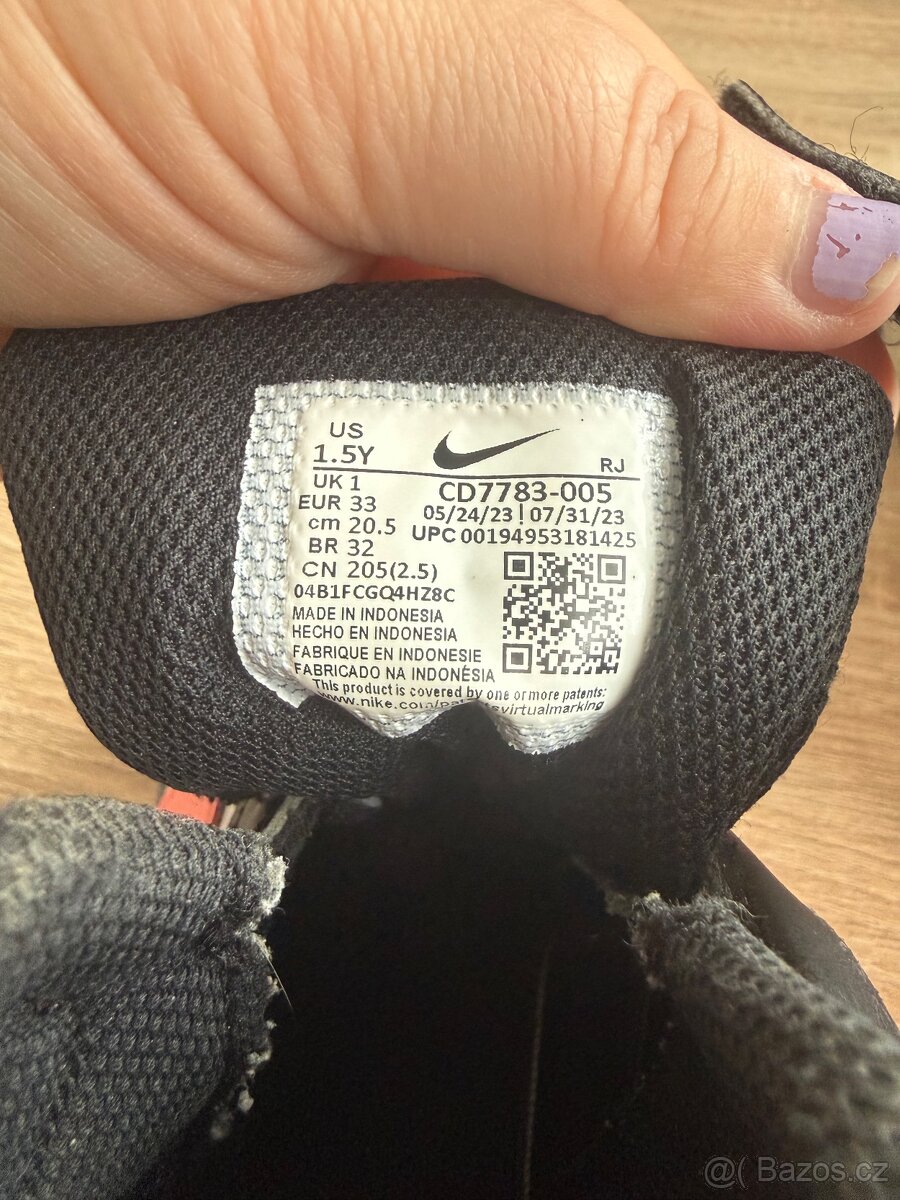 US
1.5Y
RJ
UK 1
EUR 33
cm 20.5
BR 32
CN 205(2.5)
CD7783-005
05/24/23 | 07/31/23
UPC 00194953181425
04B1FCGQ4HZ8C
MADE IN INDONESIA
HECHO EN INDONESIA
FABRIQUE EN INDONESIE
FABRICADO NA INDONÉSIA
This product is covered by one or more patents:
www.nike.com/patentsvirtualmarking
@( Bazos.cz